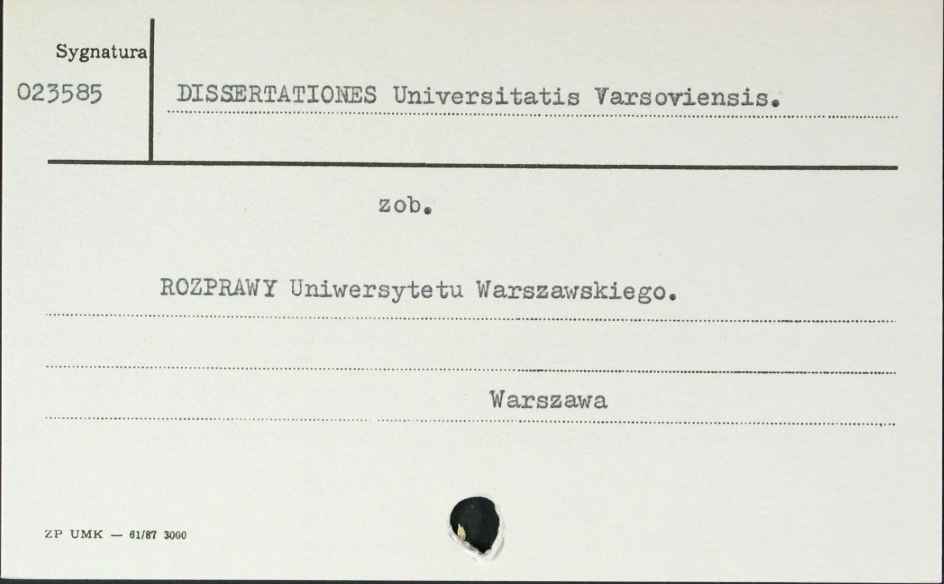 Sygnatura
023585
DISSERTATIONES Universitatis Varsoviensis.
zob.
ROZPRAWY Uniwersytetu Warszawskiego.
Warszawa
ZP UMK — 61/87 3000